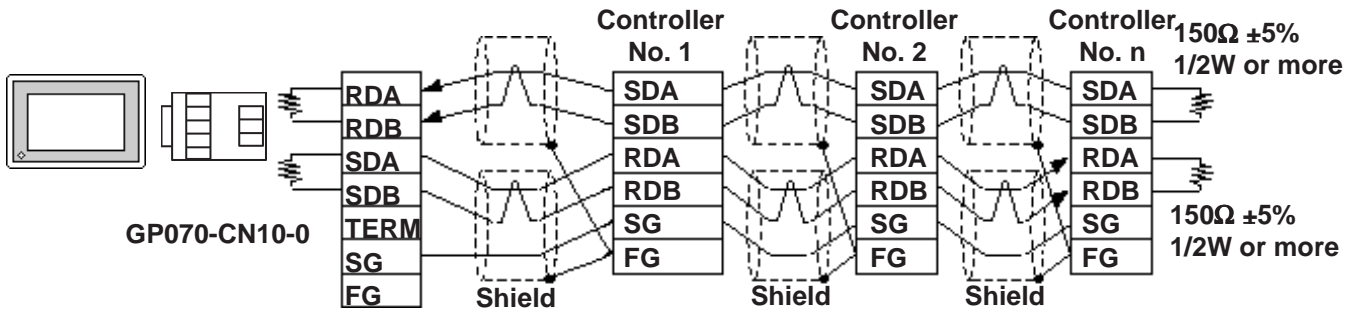 Controller
No. 1
Controller
No. 2
Controller
No. n
150Ω ±5%
1/2W or more
GP070-CN10-0
RDA
RDB
SDA
SDB
TERM
SG
FG
SDA
SDB
RDA
RDB
SG
FG
SDA
SDB
RDA
RDB
SG
FG
SDA
SDB
RDA
RDB
SG
FG
150Ω ±5%
1/2W or more
Shield
Shield
Shield